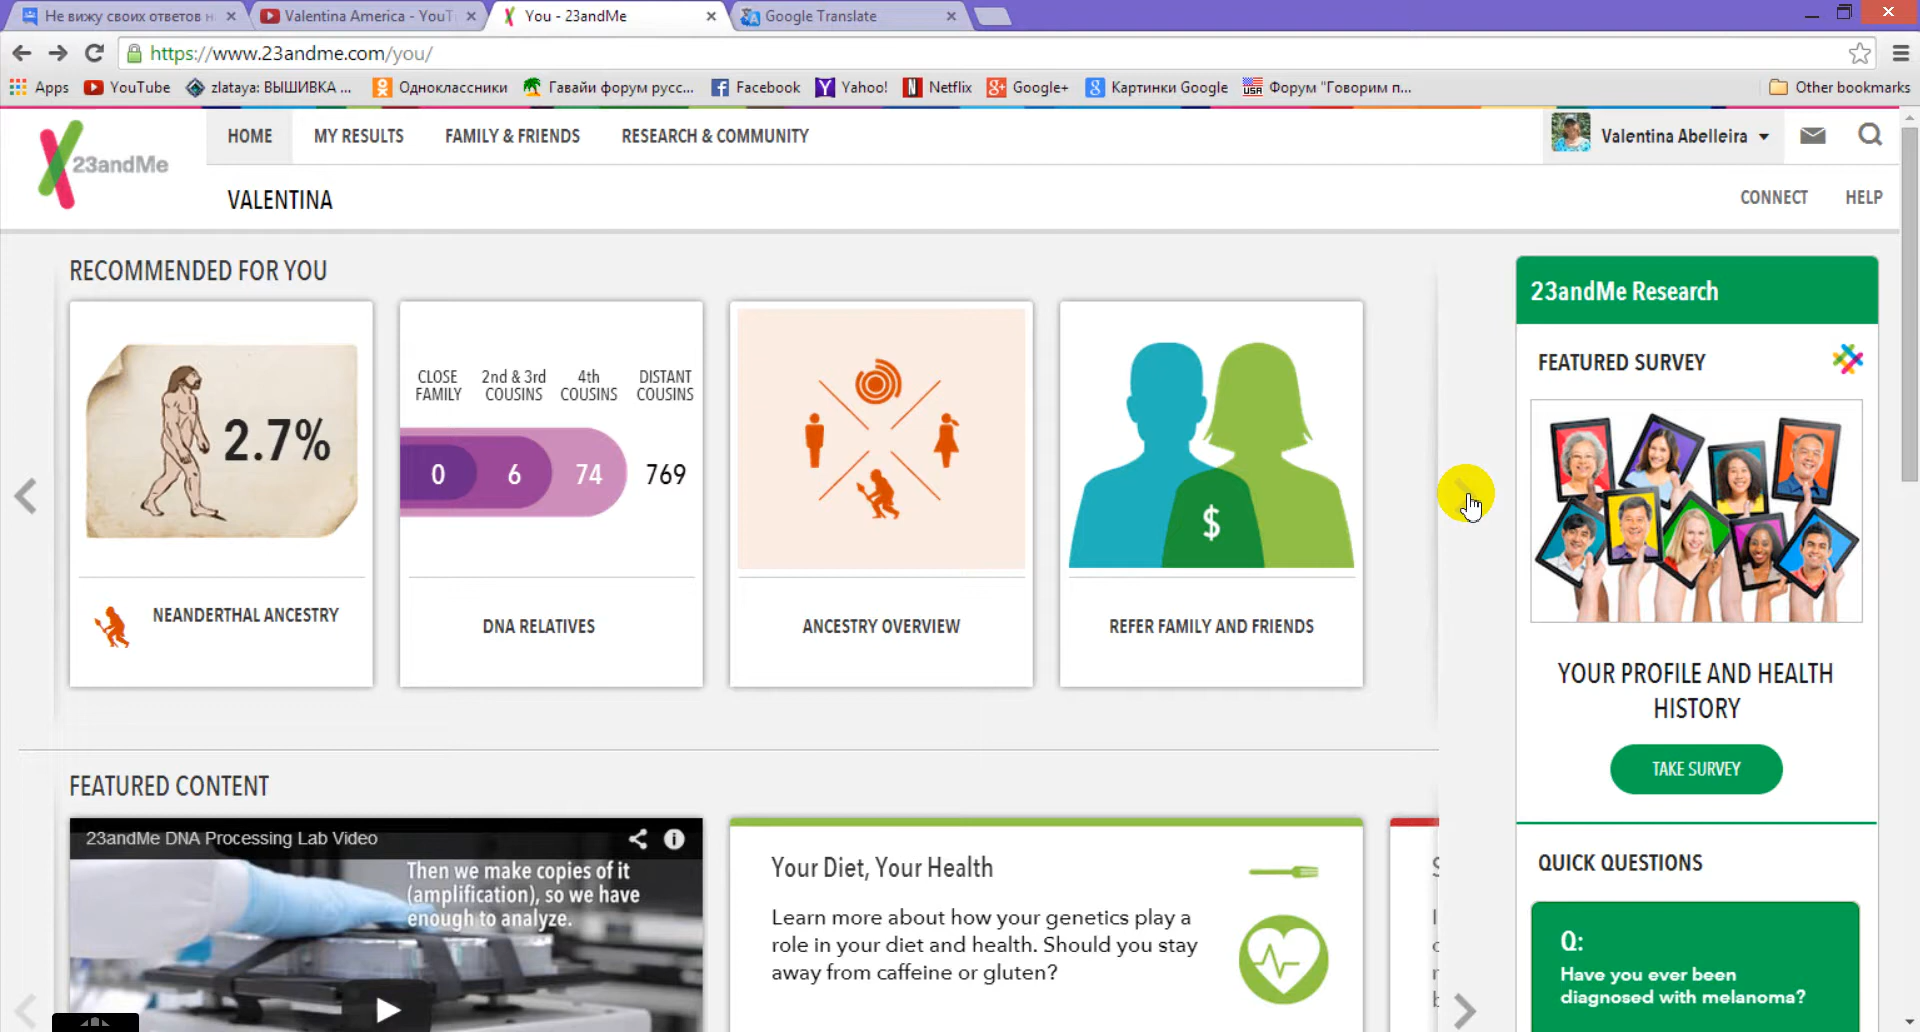 Не вижу своих ответов н
Valentina America - YouT
You - 23andMe
Google Translate
https://www.23andme.com/you/
Apps
YouTube
zlataya: ВЫШИВКА ...
Одноклассники
Гавайи форум русс...
Facebook
Yahoo!
Netflix
Google+
Картинки Google
Форум "Говорим п...
Other bookmarks
23andMe
HOME
MY RESULTS
FAMILY & FRIENDS
RESEARCH & COMMUNITY
Valentina Abelleira
VALENTINA
CONNECT
HELP
RECOMMENDED FOR YOU
2.7%
NEANDERTHAL ANCESTRY
CLOSE FAMILY
2nd & 3rd COUSINS
4th COUSINS
DISTANT COUSINS
0
6
74
769
DNA RELATIVES
ANCESTRY OVERVIEW
$
REFER FAMILY AND FRIENDS
23andMe Research
FEATURED SURVEY
YOUR PROFILE AND HEALTH
HISTORY
TAKE SURVEY
FEATURED CONTENT
23andMe DNA Processing Lab Video
Then we make copies of it
(amplification), so we have
enough to analyze.
Your Diet, Your Health
Learn more about how your genetics play a
role in your diet and health. Should you stay
away from caffeine or gluten?
QUICK QUESTIONS
Q:
Have you ever been
diagnosed with melanoma?